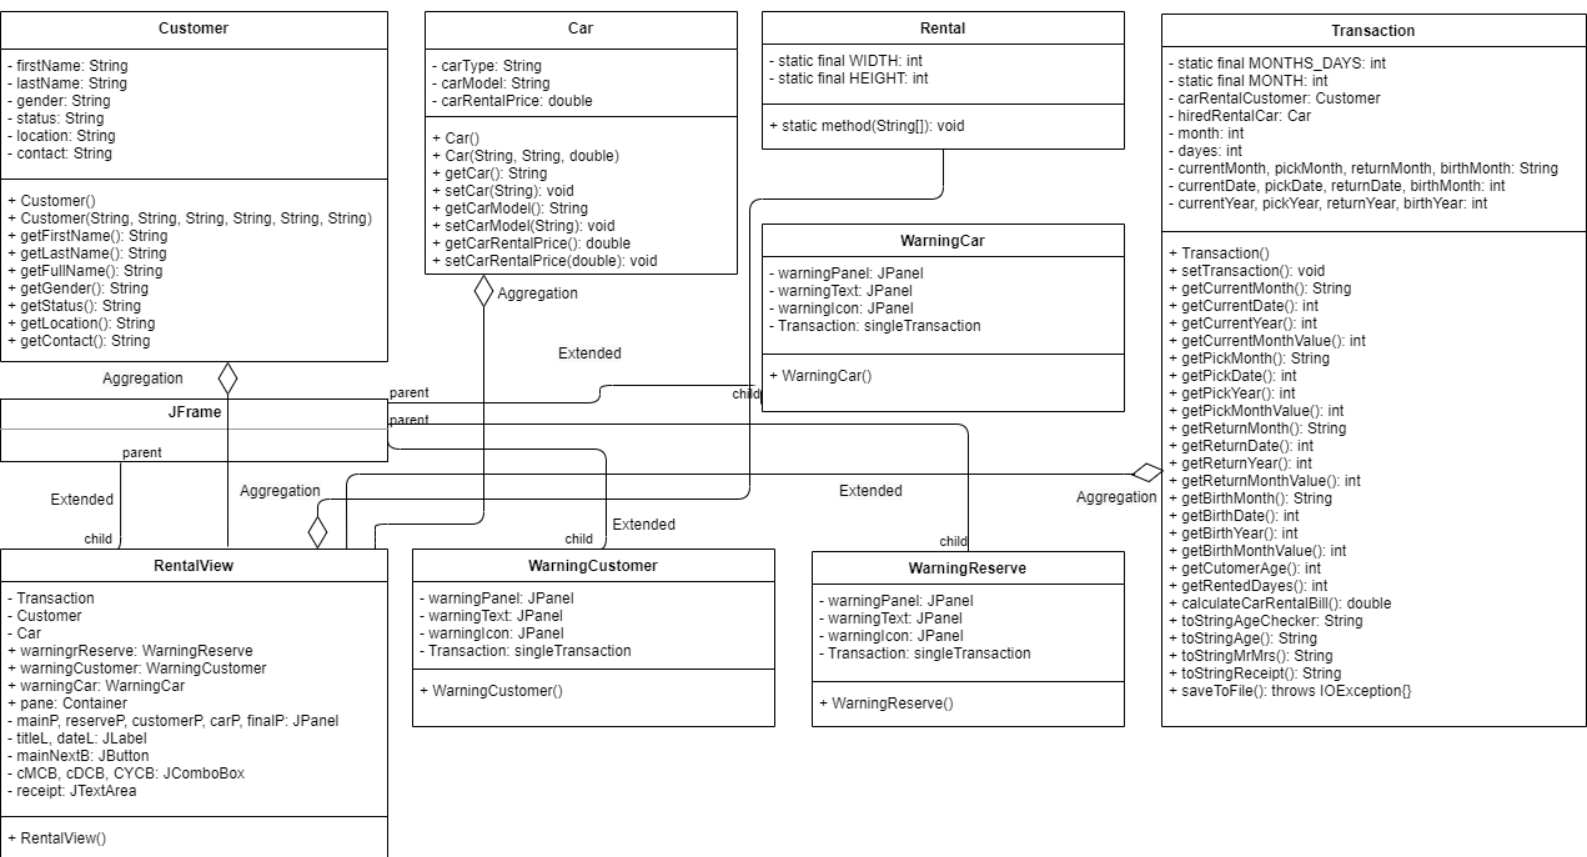 Customer
- firstName: String
- lastName: String
- gender: String
- status: String
- location: String
- contact: String
+ Customer()
+ Customer(String, String, String, String, String, String)
+ getFirstName(): String
+ getLastName(): String
+ getFullName(): String
+ getGender(): String
+ getStatus(): String
+ getLocation(): String
+ getContact(): String
Car
- carType: String
- carModel: String
- carRentalPrice: double
+ Car()
+ Car(String, String, double)
+ getCar(): String
+ setCar(String): void
+ getCarModel(): String
+ setCarModel(String): void
+ getCarRentalPrice(): double
+ setCarRentalPrice(double): void
Rental
- static final WIDTH: int
- static final HEIGHT: int
+ static method(String[]): void
Transaction
- static final MONTHS_DAYS: int
- static final MONTH: int
- carRentalCustomer: Customer
- hiredRentalCar: Car
- month: int
- dayes: int
- currentMonth, pickMonth, returnMonth, birthMonth: String
- currentDate, pickDate, returnDate, birthMonth: int
- currentYear, pickYear, returnYear, birthYear: int
+ Transaction()
+ setTransaction(): void
+ getCurrentMonth(): String
+ getCurrentDate(): int
+ getCurrentYear(): int
+ getCurrentMonthValue(): int
+ getPickMonth(): String
+ getPickDate(): int
+ getPickYear(): int
+ getPickMonthValue(): int
+ getReturnMonth(): String
+ getReturnDate(): int
+ getReturnYear(): int
+ getReturnMonthValue(): int
+ getBirthMonth(): String
+ getBirthDate(): int
+ getBirthYear(): int
+ getBirthMonthValue(): int
+ getCutomerAge(): int
+ getRentedDayes(): int
+ calculateCarRentalBill(): double
+ toStringAgeChecker: String
+ toStringAge(): String
+ toStringMrMrs(): String
+ toStringReceipt(): String
+ saveToFile(): throws IOException{}
WarningCar
- warningPanel: JPanel
- warningText: JPanel
- warningIcon: JPanel
- Transaction: singleTransaction
+ WarningCar()
Aggregation
Extended
Aggregation
parent
child
JFrame
parent
parent
Extended
Aggregation
Extended
Aggregation
Extended
child
child
child
RentalView
- Transaction
- Customer
- Car
+ warningrReserve: WarningReserve
+ warningCustomer: WarningCustomer
+ warningCar: WarningCar
+ pane: Container
- mainP, reserveP, customerP, carP, finalP: JPanel
- titleL, dateL: JLabel
- mainNextB: JButton
- cMCB, cDCB, CYCB: JComboBox
- receipt: JTextArea
+ RentalView()
WarningCustomer
- warningPanel: JPanel
- warningText: JPanel
- warningIcon: JPanel
- Transaction: singleTransaction
+ WarningCustomer()
WarningReserve
- warningPanel: JPanel
- warningText: JPanel
- warningIcon: JPanel
- Transaction: singleTransaction
+ WarningReserve()